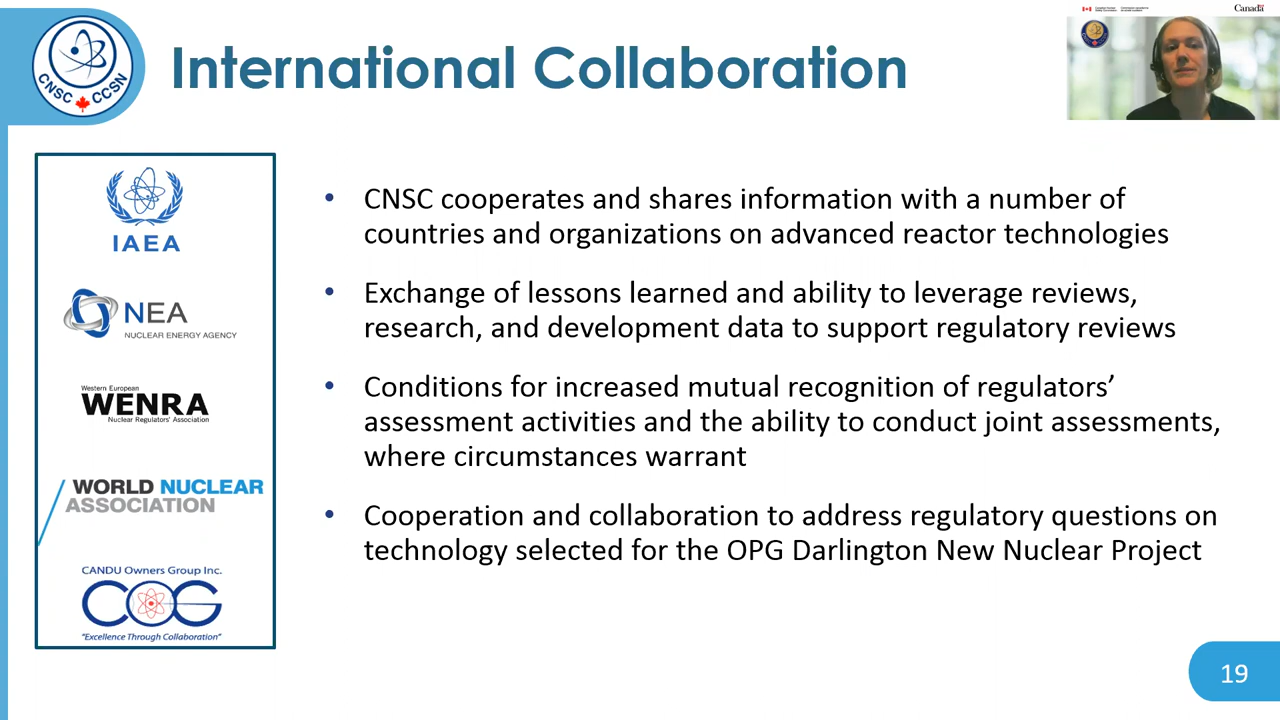 CNSC CCSN
International Collaboration
Canada
IAEA
NEA
NUCLEAR ENERGY AGENCY
Western European
WENRA
Nuclear Regulators' Association
WORLD NUCLEAR
ASSOCIATION
CANDU Owners Group Inc.
COG
"Excellence Through Collaboration"
• CNSC cooperates and shares information with a number of
countries and organizations on advanced reactor technologies
• Exchange of lessons learned and ability to leverage reviews,
research, and development data to support regulatory reviews
• Conditions for increased mutual recognition of regulators’
assessment activities and the ability to conduct joint assessments,
where circumstances warrant
• Cooperation and collaboration to address regulatory questions on
technology selected for the OPG Darlington New Nuclear Project
19